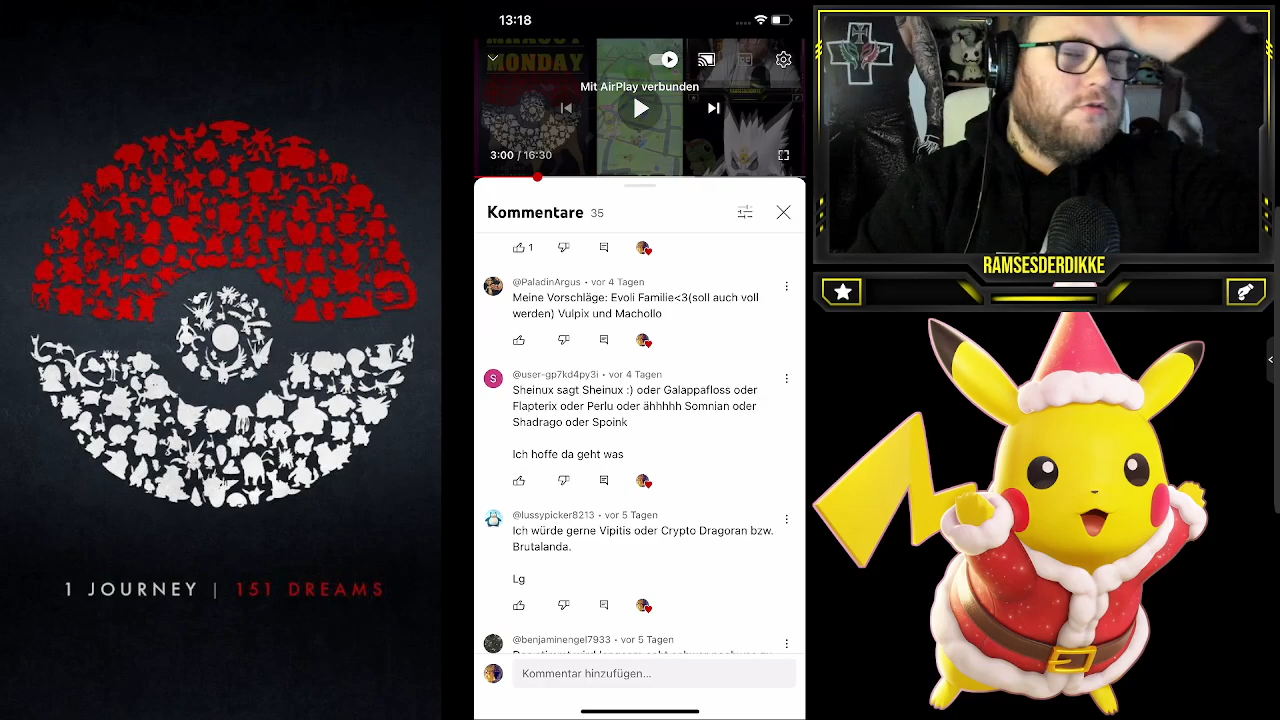 13:18
MONDAY
Mit AirPlay verbunden
3:00 / 16:30
Kommentare 35
1
@PaladinArgus • vor 4 Tagen
Meine Vorschläge: Evoli Familie<3(soll auch voll
werden) Vulpix und Machollo
S
@user-gp7kd4py3i • vor 4 Tagen
Sheinux sagt Sheinux :) oder Galappafloss oder
Flapterix oder Perlu oder ähhhhh Somnian oder
Shadrago oder Spoink
Ich hoffe da geht was
@lussypicker8213 • vor 5 Tagen
Ich würde gerne Vipitis oder Crypto Dragoran bzw.
Brutalanda.
Lg
@benjaminengel7933 • vor 5 Tagen
Kommentar hinzufügen...
1 JOURNEY | 151 DREAMS
RAMSESDERDIKKE